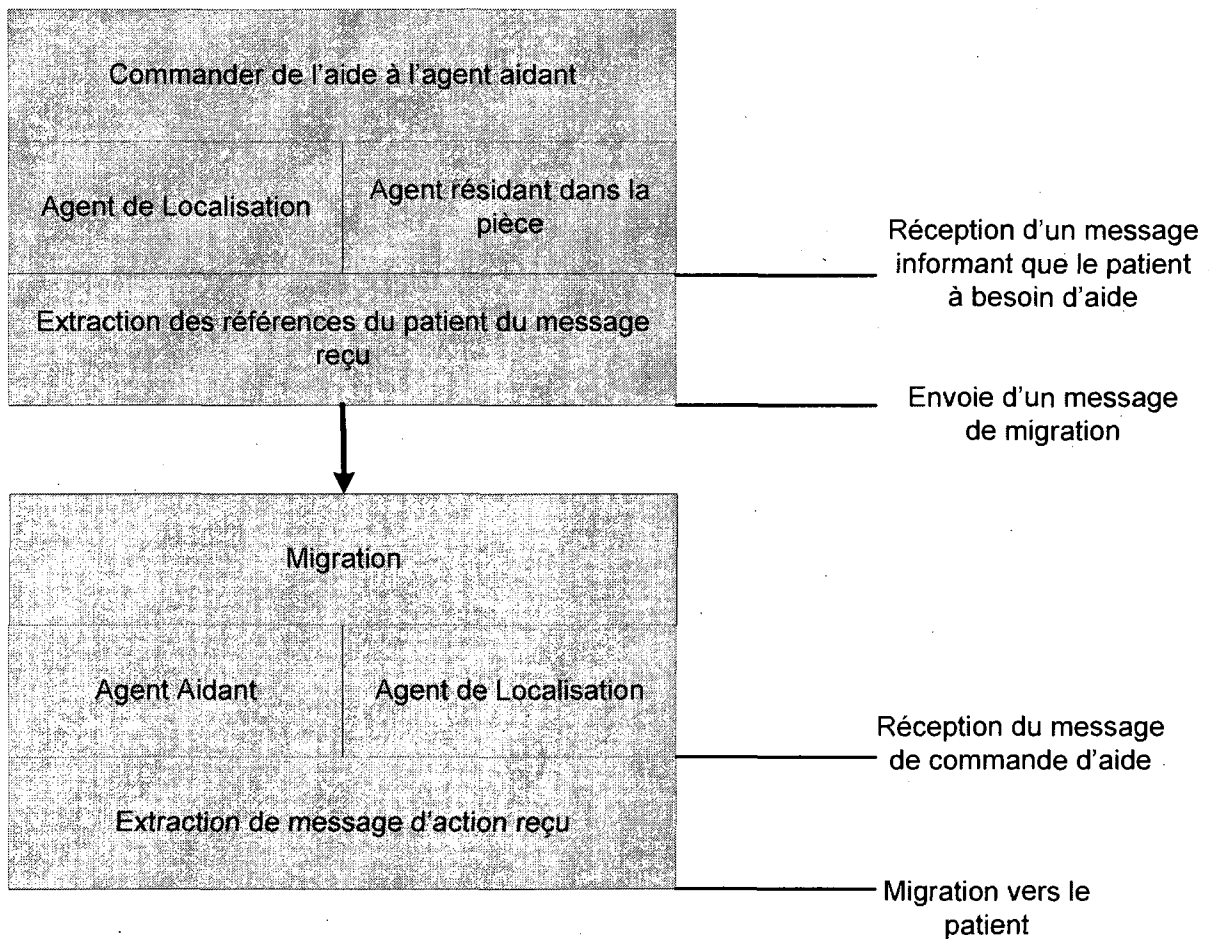 Commander de l'aide à l'agent aidant
Agent de Localisation
Agent résidant dans la
pièce
Réception d'un message
informant que le patient
à besoin d'aide
Extraction des références du patient du message
reçu
Envoie d'un message
de migration
Migration
Agent Aidant
Agent de Localisation
Réception du message
de commande d'aide
Extraction de message d'action reçu
Migration vers le
patient